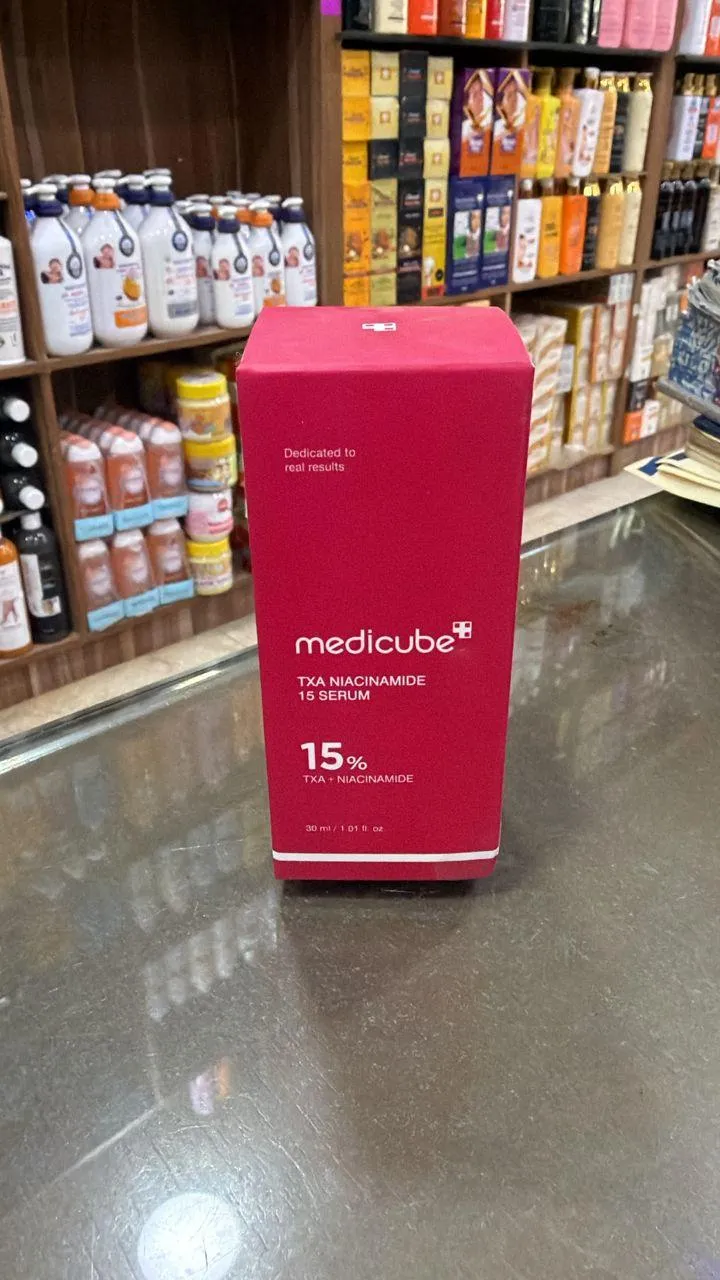 Dedicated to
real results
medicube
TXA NIACINAMIDE
15 SERUM
15%
TXA + NIACINAMIDE
30 ml / 1.01 fl. oz